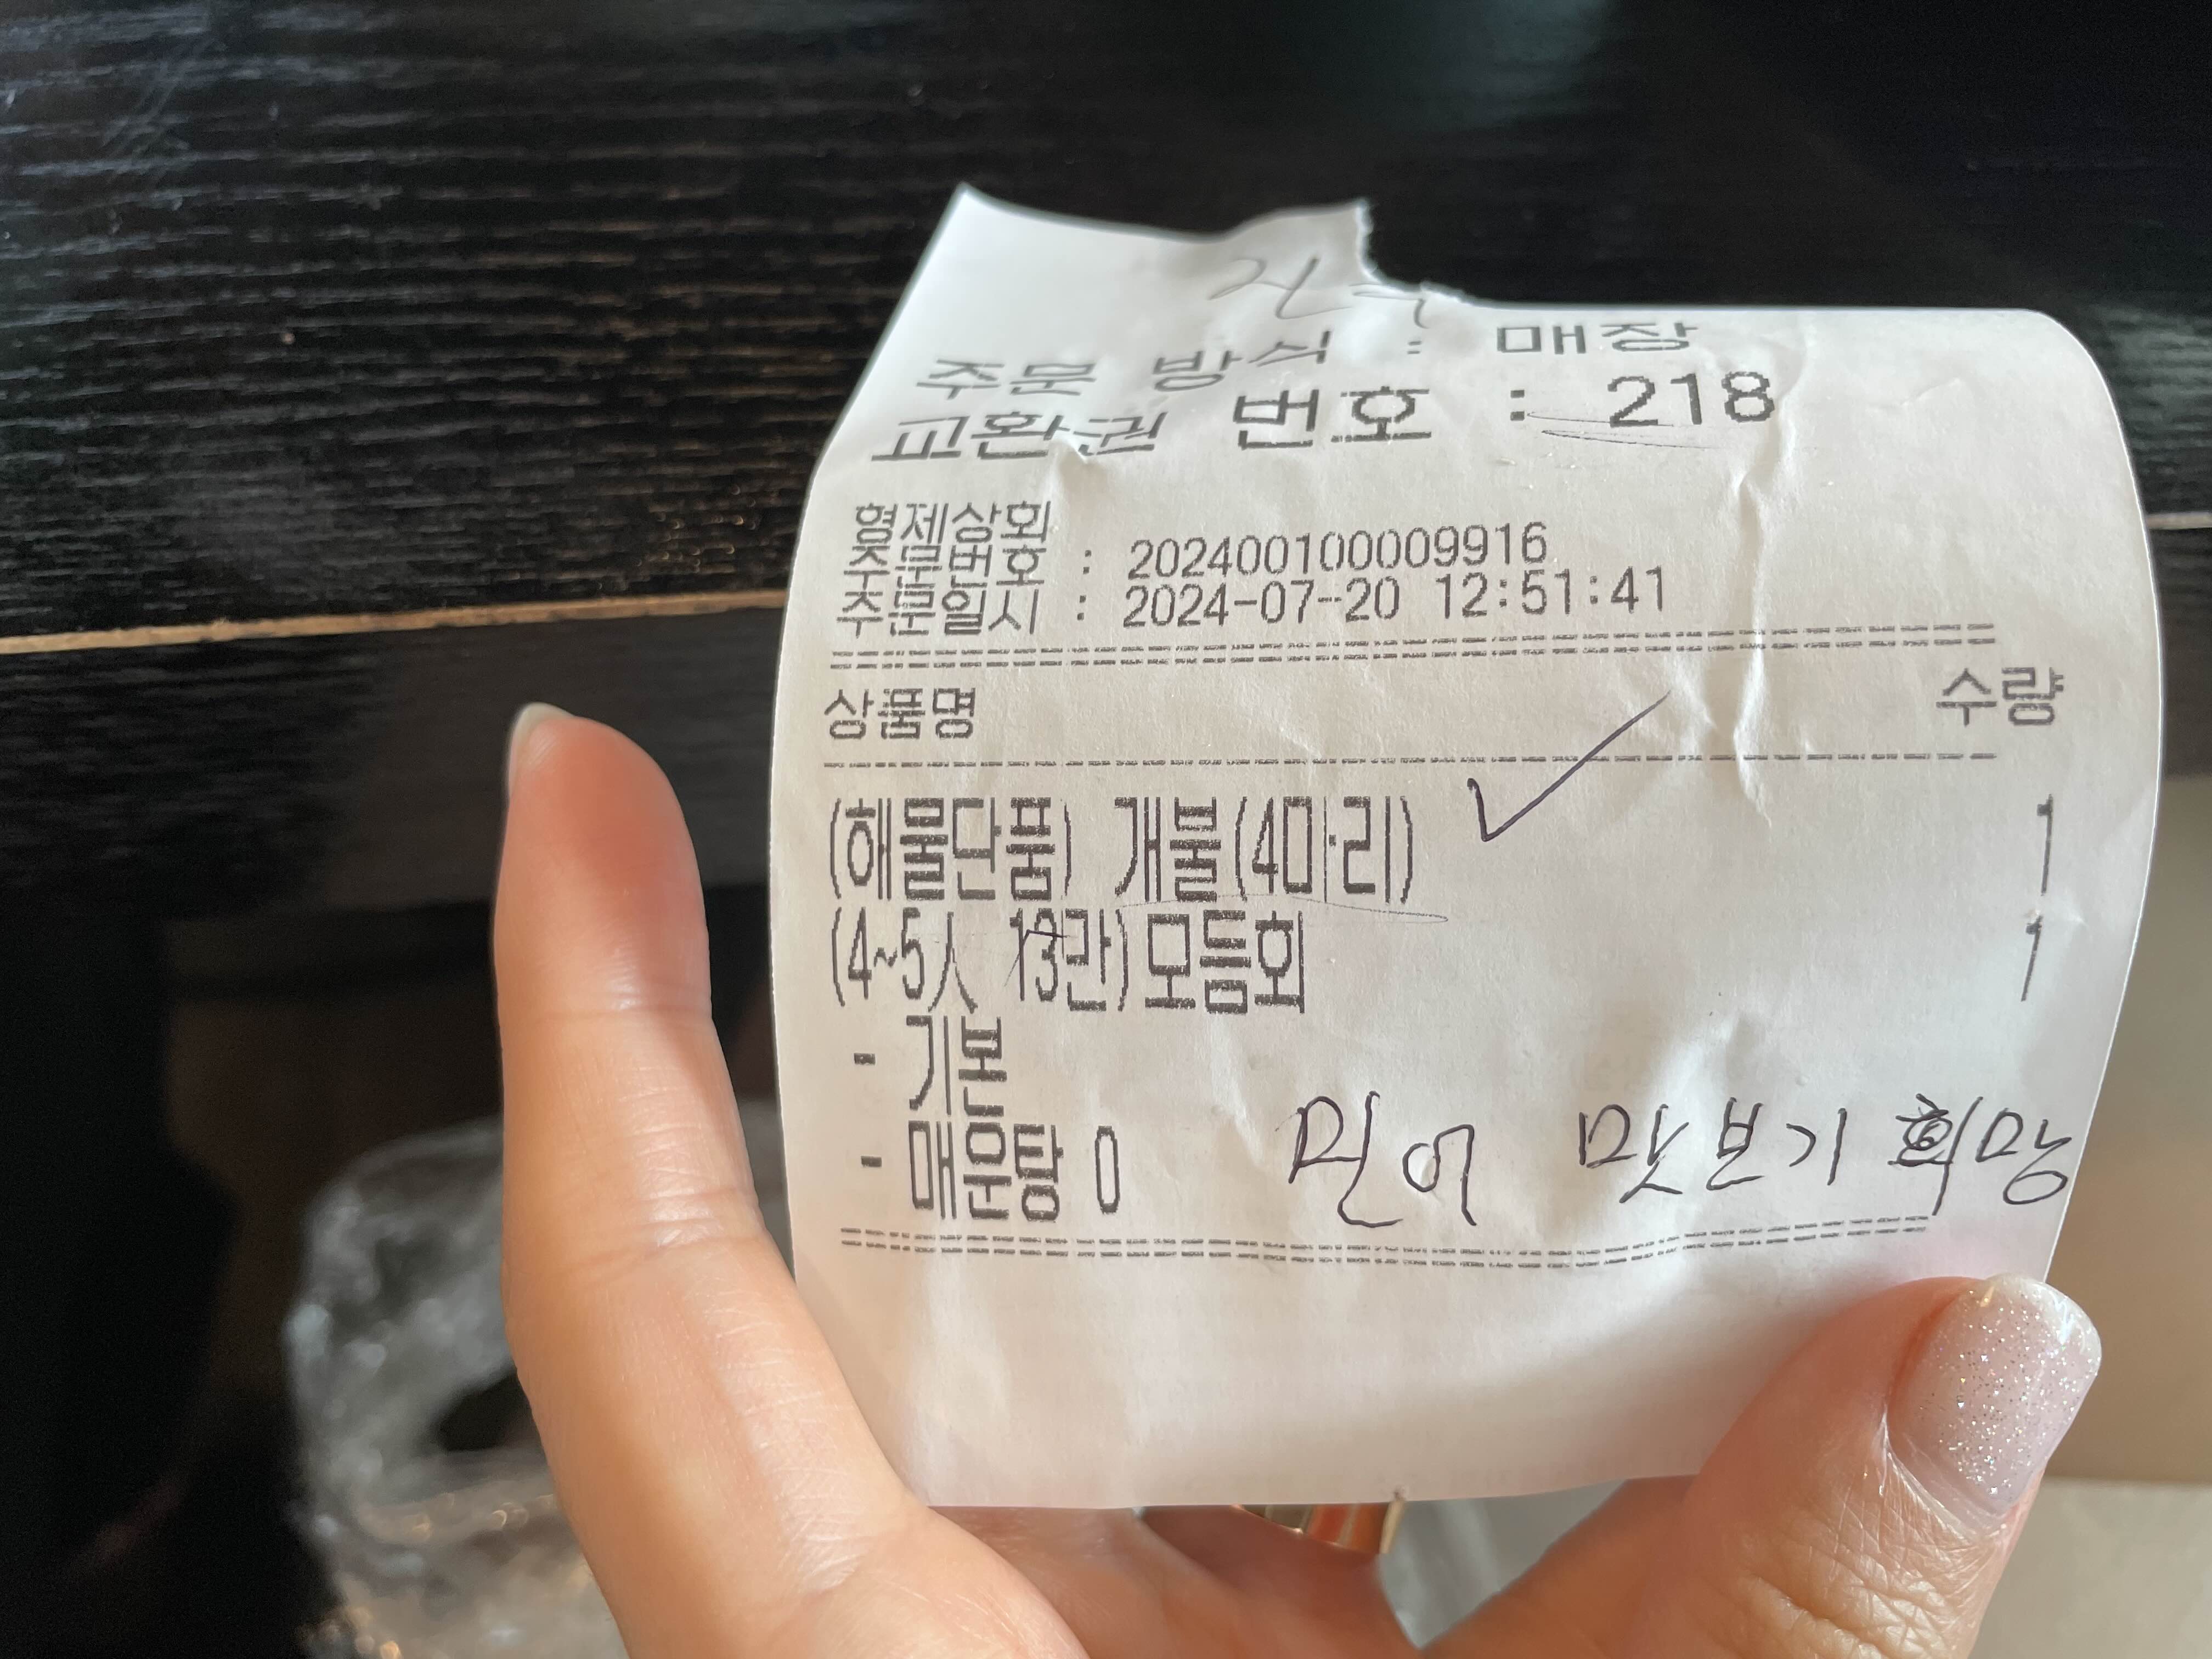 주문 방식 : 매장
교환권 번호 : 218
형제상회
주문번호 : 202400100009916
주문일시 : 2024-07-20 12:51:41
상품명 수량
(해물단품) 개불(4마리) 1
(4~5人 13만)모듬회 1
- 기본
- 매운탕 0 민어 맛보기 희망